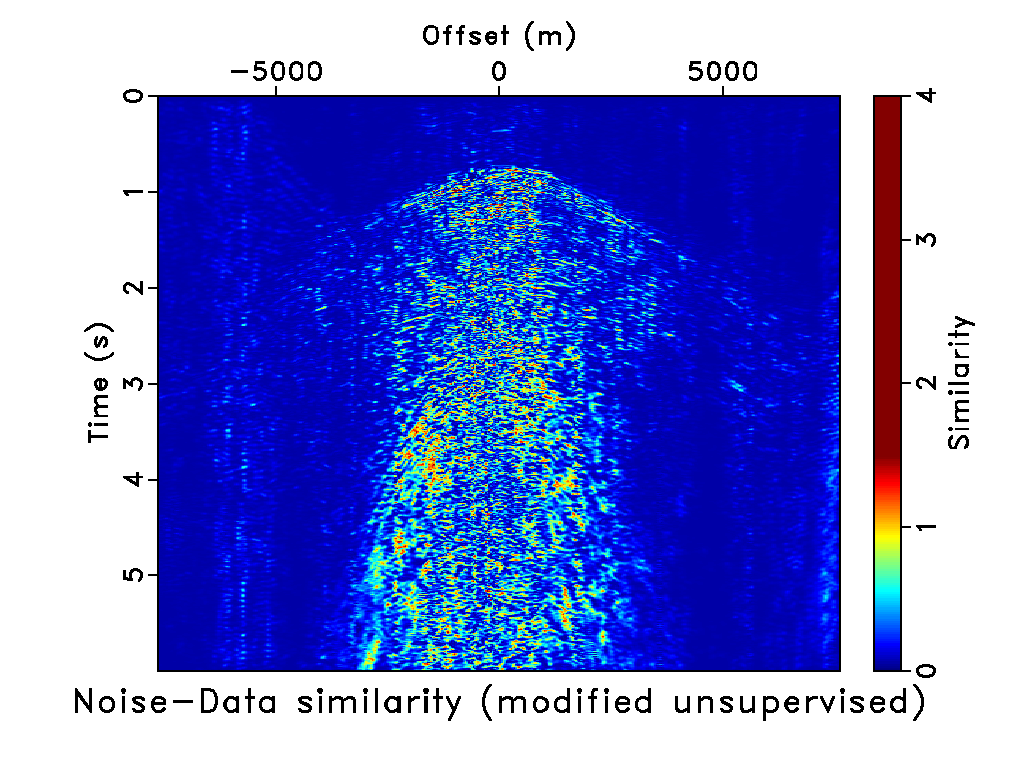 Offset (m)
−5000 0 5000
0
1
2
3
4
5
Time (s)
4
3
2
1
0
Similarity
Noise−Data similarity (modified unsupervised)